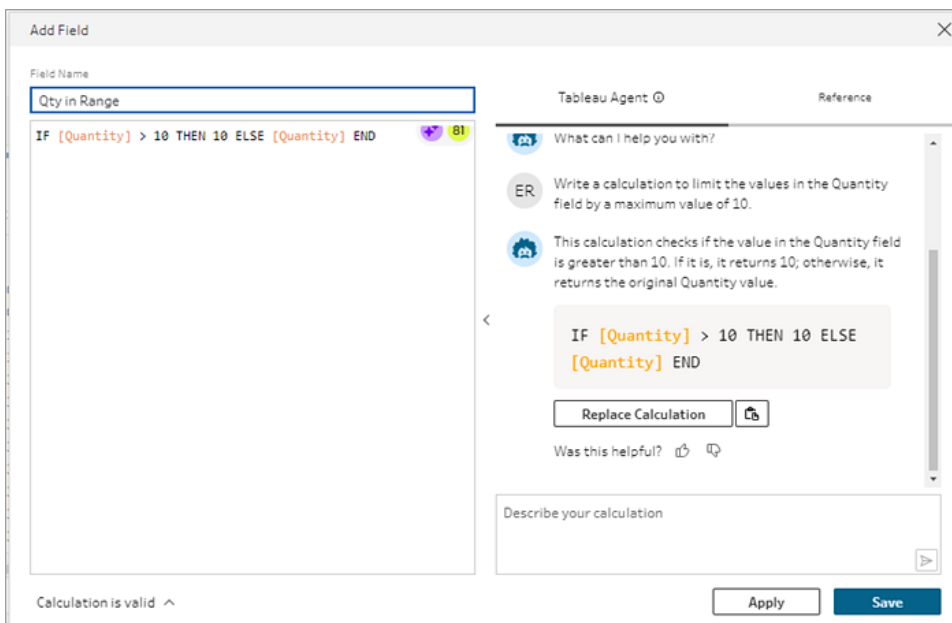 Add Field
Field Name
Qty in Range
IF [Quantity] > 10 THEN 10 ELSE [Quantity] END
81
Tableau Agent
Reference
What can I help you with?
ER
Write a calculation to limit the values in the Quantity
field by a maximum value of 10.
This calculation checks if the value in the Quantity field
is greater than 10. If it is, it returns 10; otherwise, it
returns the original Quantity value.
IF [Quantity] > 10 THEN 10 ELSE
[Quantity] END
Replace Calculation
Was this helpful?
Describe your calculation
Calculation is valid
Apply
Save